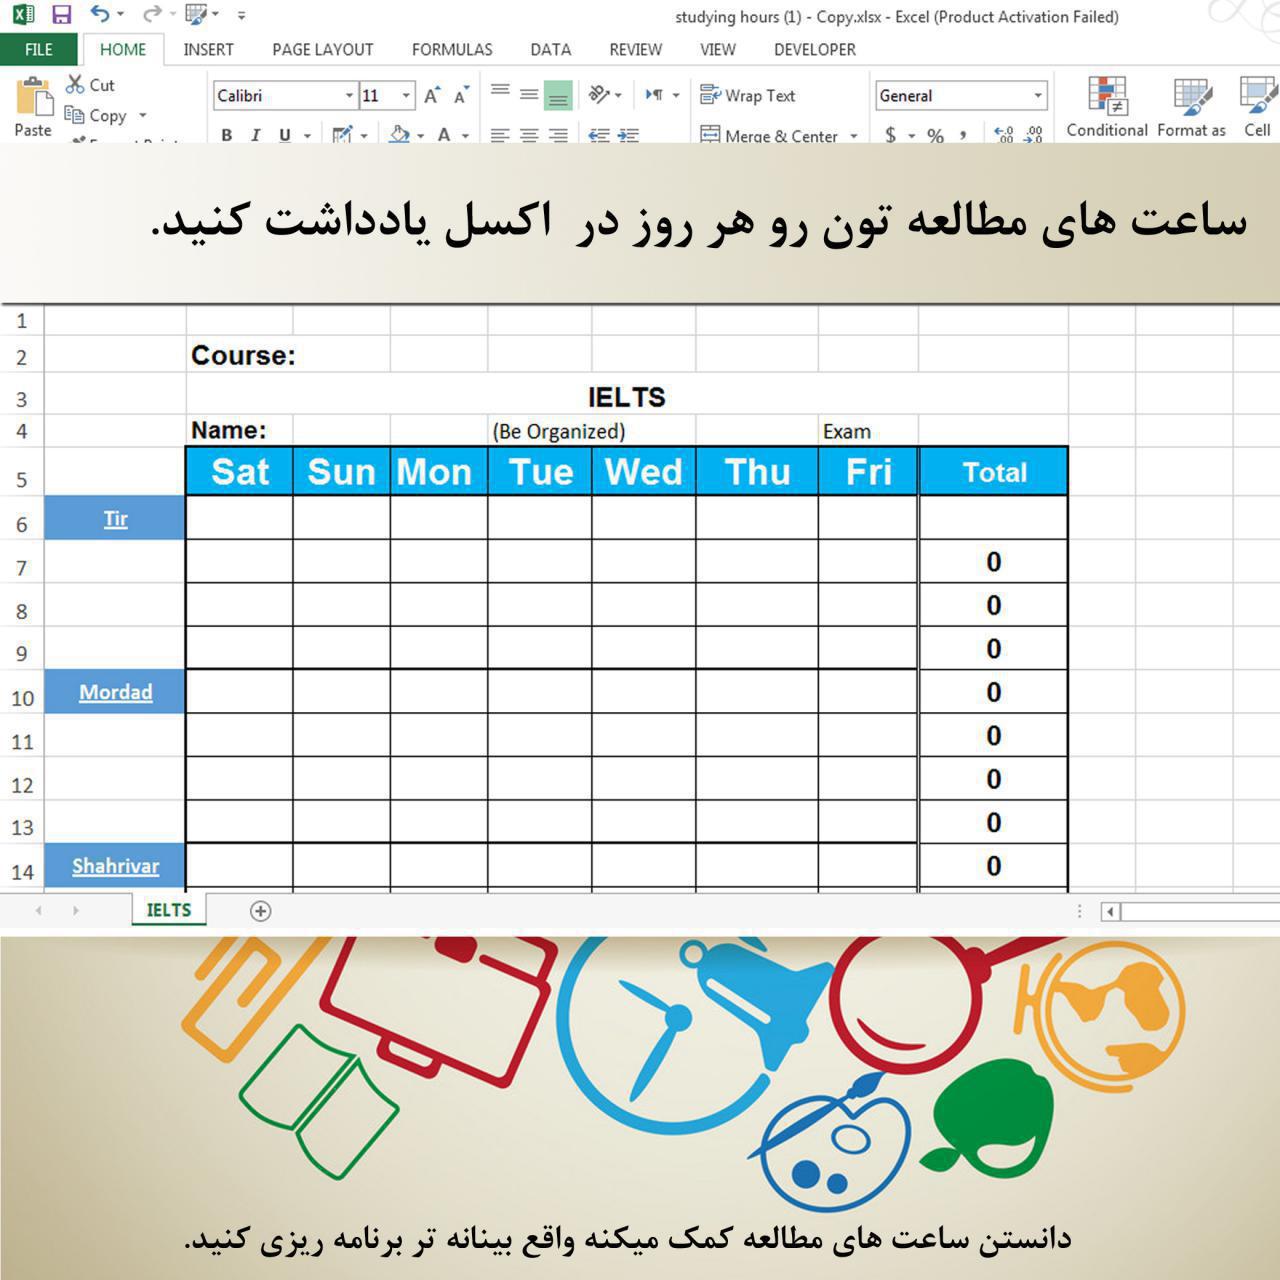 studying hours (1) - Copy.xlsx - Excel (Product Activation Failed)
FILE HOME INSERT PAGE LAYOUT FORMULAS DATA REVIEW VIEW DEVELOPER
Cut
Calibri 11 Wrap Text General
Copy
Paste B I U Merge & Center $ % Conditional Format as Cell
ساعت های مطالعه تون رو هر روز در اکسل یادداشت کنید.
1
2 Course:
3 IELTS
4 Name: (Be Organized) Exam
5 Sat Sun Mon Tue Wed Thu Fri Total
6 Tir
7 0
8 0
9 0
10 Mordad 0
11 0
12 0
13 0
14 Shahrivar 0
IELTS
دانستن ساعت های مطالعه کمک میکنه واقع بینانه تر برنامه ریزی کنید.